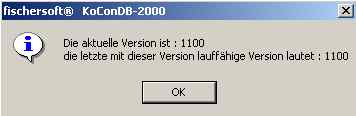 fischersoft® KoConDB-2000
Die aktuelle Version ist : 1100
die letzte mit dieser Version lauffähige Version lautet : 1100
OK